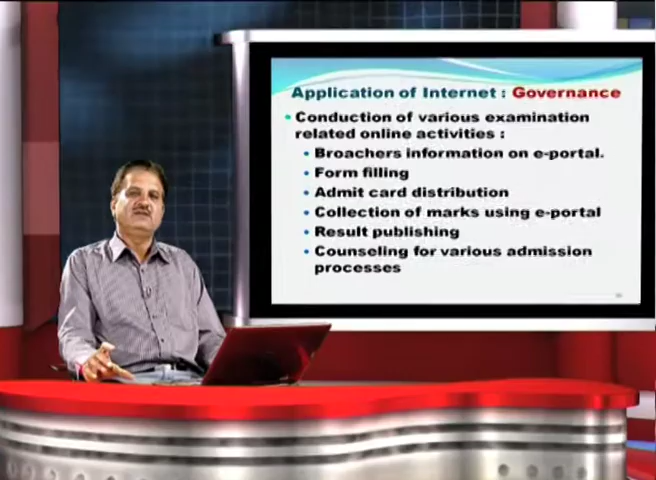 Application of Internet : Governance
Conduction of various examination
related online activities :
Broachers information on e-portal.
Form filling
Admit card distribution
Collection of marks using e-portal
Result publishing
Counseling for various admission
processes